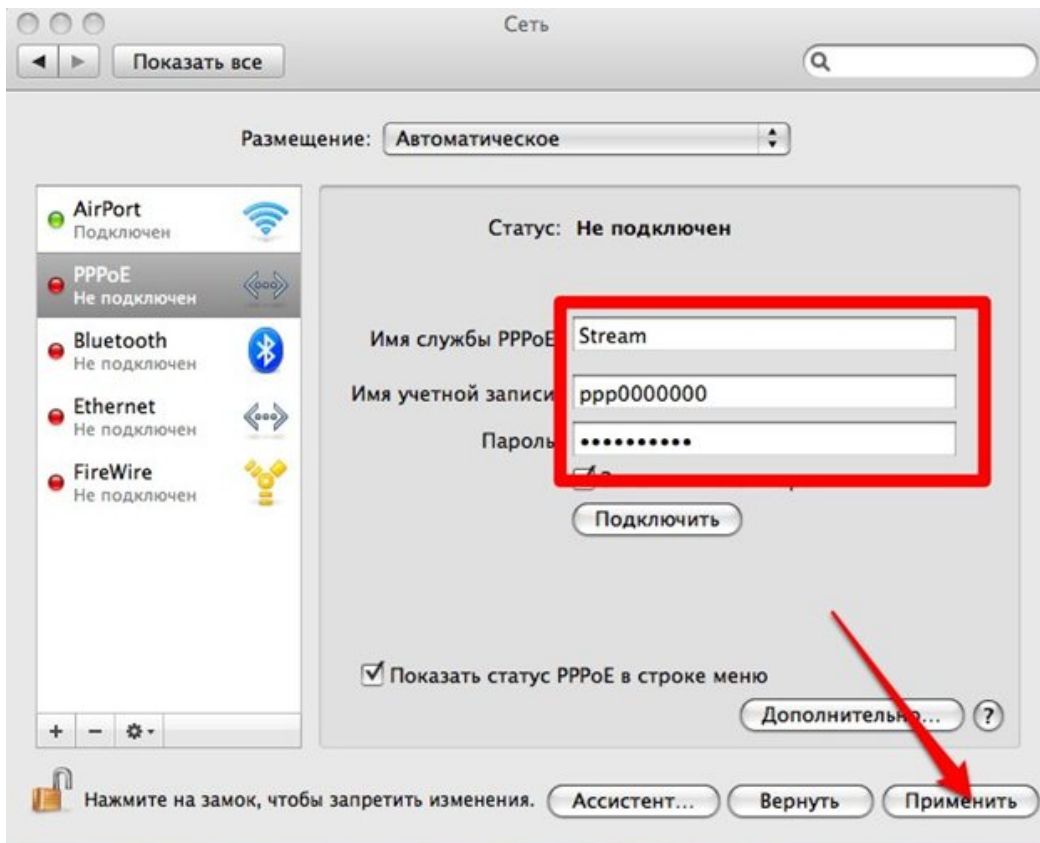 Сеть
Показать все
Размещение: Автоматическое
AirPort
Подключен
PPPoE
Не подключен
Bluetooth
Не подключен
Ethernet
Не подключен
FireWire
Не подключен
Статус: Не подключен
Имя службы PPPoE Stream
Имя учетной записи ppp0000000
Пароль ••••••••••
Подключить
Показать статус PPPoE в строке меню
Дополнительно... ?
Нажмите на замок, чтобы запретить изменения. Ассистент... Вернуть Применить